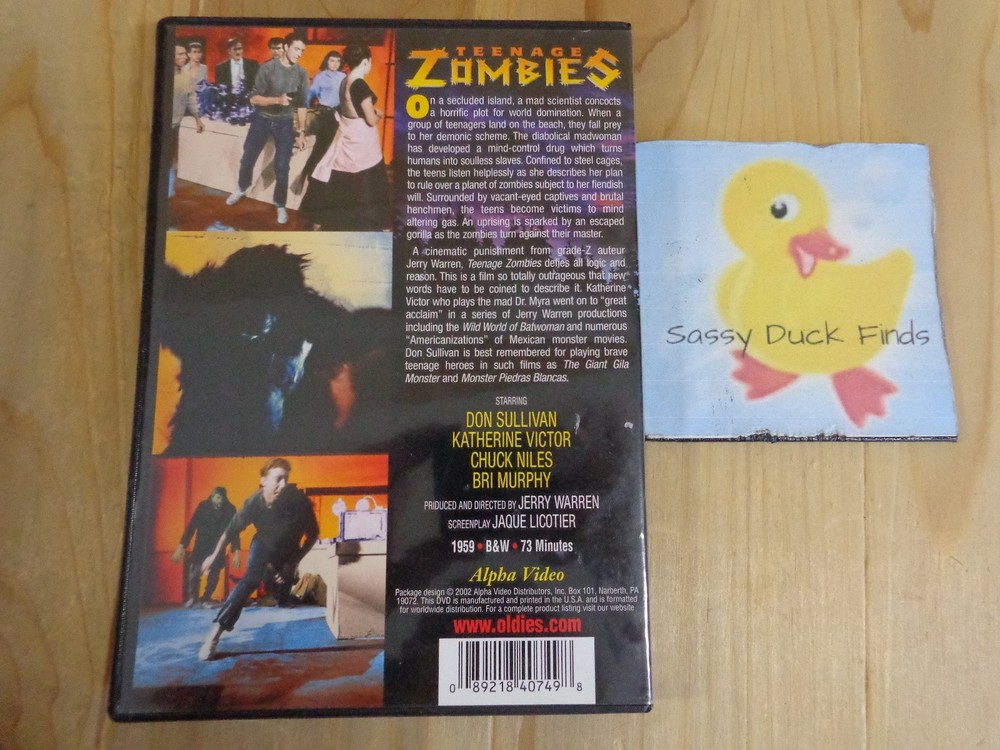 TEENAGE
ZOMBIES
On a secluded island, a mad scientist concocts
a horrific plot for world domination. When a
group of teenagers land on the beach, they fall prey
to her demonic scheme. The diabolical madwoman
has developed a mind-control drug which turns
humans into soulless slaves. Confined to steel cages,
the teens listen helplessly as she describes her plan
to rule over a planet of zombies subject to her fiendish
will. Surrounded by vacant-eyed captives and brutal
henchmen, the teens become victims to mind
altering gas. An uprising is sparked by an escaped
gorilla as the zombies turn against their master.
A cinematic punishment from grade-Z auteur
Jerry Warren, Teenage Zombies defies all logic and
reason. This is a film so totally outrageous that new
words have to be coined to describe it. Katherine
Victor who plays the mad Dr. Myra went on to "great
acclaim" in a series of Jerry Warren productions
including the Wild World of Batwoman and numerous
"Americanizations" of Mexican monster movies.
Don Sullivan is best remembered for playing brave
teenage heroes in such films as The Giant Gila
Monster and Monster Piedras Blancas.
STARRING
DON SULLIVAN
KATHERINE VICTOR
CHUCK NILES
BRI MURPHY
PRODUCED AND DIRECTED BY JERRY WARREN
SCREENPLAY JAQUE LICOTIER
1959 • B&W • 73 Minutes
Alpha Video
Package design © 2002 Alpha Video Distributors, Inc. Box 101, Narberth, PA
19072. This DVD is manufactured and printed in the U.S.A. and is formatted
for worldwide distribution. For a complete product listing visit our website
www.oldies.com
0 89218 40749 8
Sassy Duck Finds